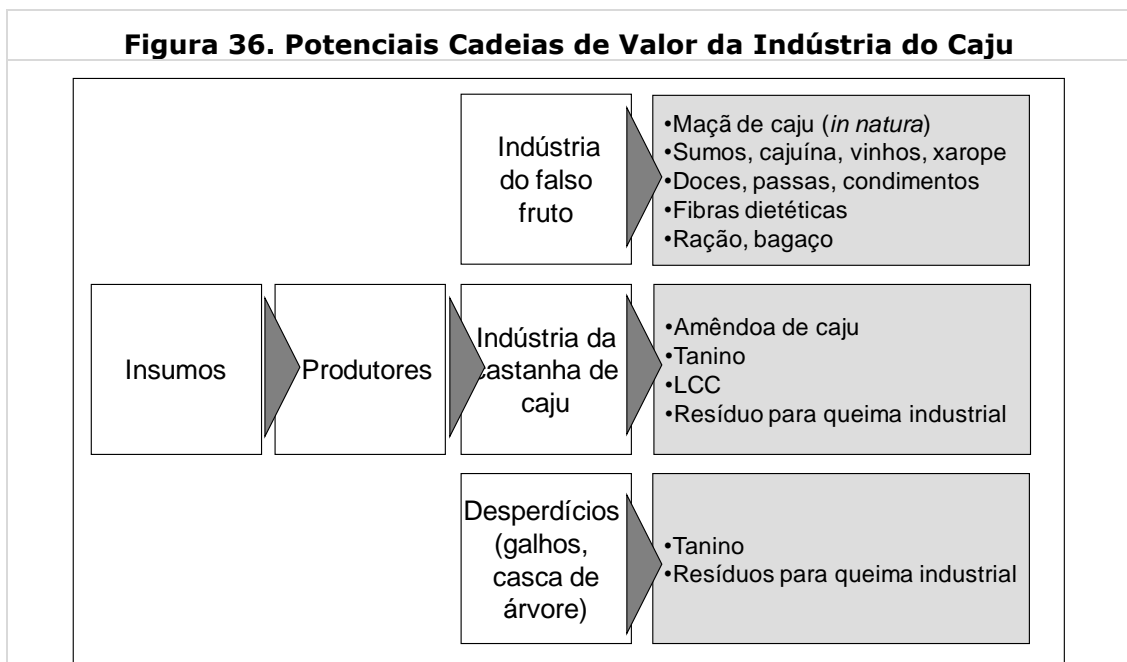 Figura 36. Potenciais Cadeias de Valor da Indústria do Caju
Indústria
do falso
fruto
•Maçã de caju (in natura)
•Sumos, cajuína, vinhos, xarope
•Doces, passas, condimentos
•Fibras dietéticas
•Ração, bagaço
Insumos
Produtores
Indústria da
castanha de
caju
•Amêndoa de caju
•Tanino
•LCC
•Resíduo para queima industrial
Desperdícios
(galhos,
casca de
árvore)
•Tanino
•Resíduos para queima industrial